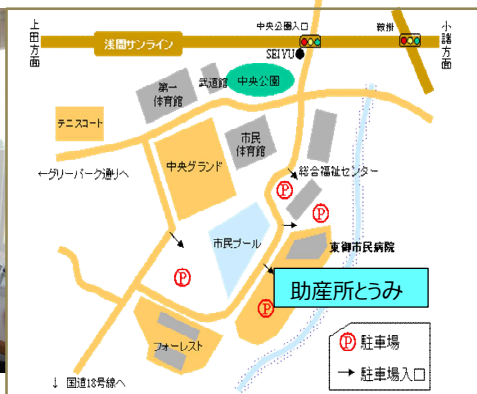 上田方面
浅間サンライン
中央公園入口
SEIYU
鞍掛
小諸方面
第一
体育館
武道館
中央公園
テニスコート
市民
体育館
中央グランド
総合福祉センター
←グリーンパーク通りへ
P
P
市民プール
東御市民病院
P
助産所とうみ
P
フォーレスト
P 駐車場
→ 駐車場入口
↓ 国道18号線へ